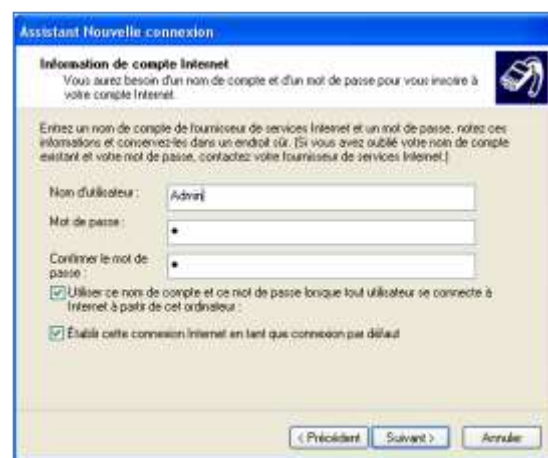 Assistant Nouvelle connexion
Information de compte Internet
Vous aurez besoin d'un nom de compte et d'un mot de passe pour vous inscrire à
votre compte Internet.
Entrez un nom de compte de fournisseur de services Internet et un mot de passe, notez ces
informations et conservez-les dans un endroit sûr. (Si vous avez oublié votre nom de compte
existant et votre mot de passe, contactez votre fournisseur de services Internet.)
Nom d'utilisateur : Admin
Mot de passe : •
Confirmer le mot de
passe : •
Utiliser ce nom de compte et ce mot de passe lorsque tout utilisateur se connecte à
Internet à partir de cet ordinateur :
Établir cette connexion Internet en tant que connexion par défaut
< Précédent Suivant > Annuler